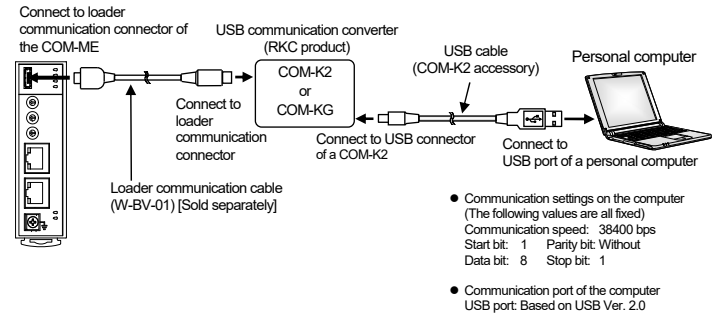 Connect to loader
communication connector of
the COM-ME
USB communication converter
(RKC product)
COM-K2
or
COM-KG
USB cable
(COM-K2 accessory)
Personal computer
Connect to
loader
communication
connector
Connect to USB connector
of a COM-K2
Connect to
USB port of a personal computer
Loader communication cable
(W-BV-01) [Sold separately]
● Communication settings on the computer
(The following values are all fixed)
Communication speed: 38400 bps
Start bit: 1 Parity bit: Without
Data bit: 8 Stop bit: 1
● Communication port of the computer
USB port: Based on USB Ver. 2.0